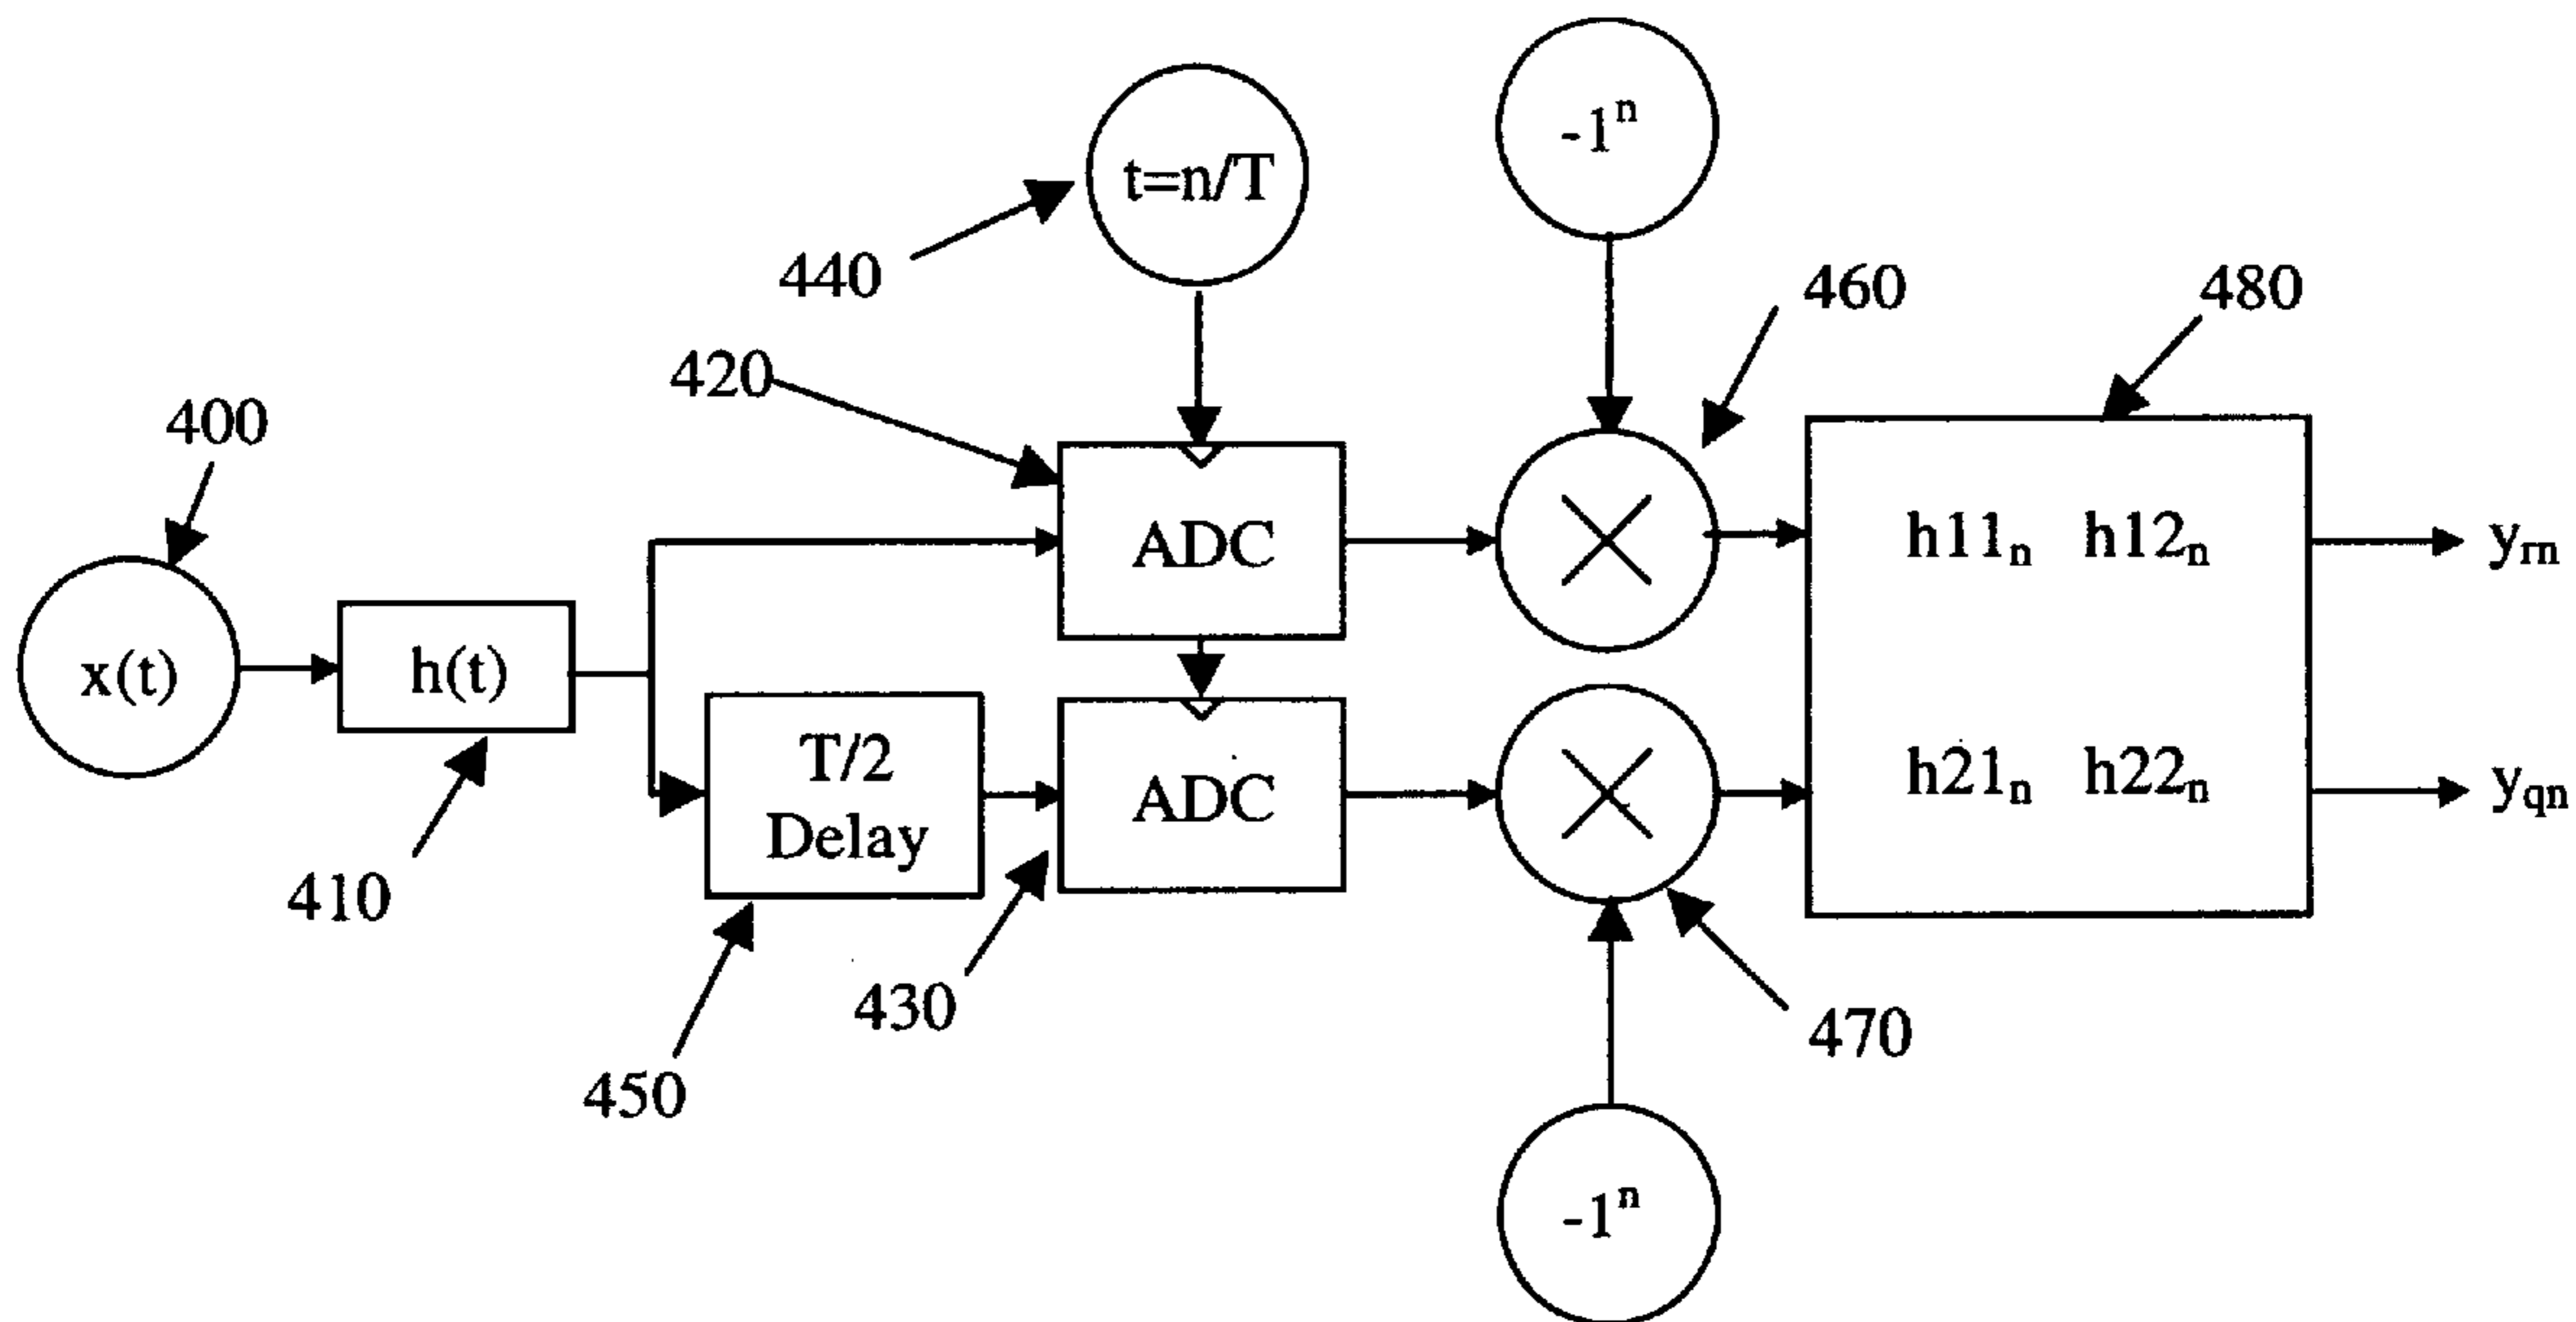 -1ⁿ
t=n/T
440
460
480
420
400
ADC
h11ₙ h12ₙ
yᵣₙ
x(t)
h(t)
T/2
Delay
ADC
h21ₙ h22ₙ
y_qn
410
430
450
470
-1ⁿ